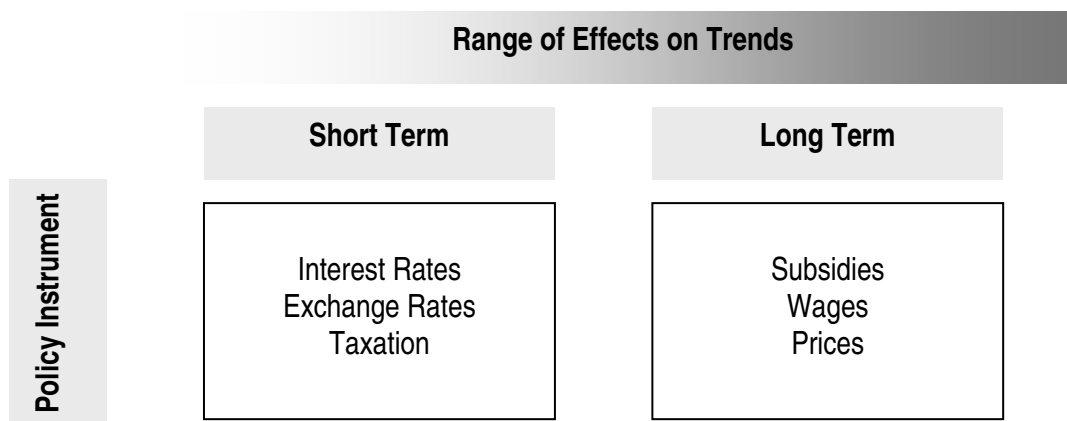 Range of Effects on Trends
Short Term
Long Term
Policy Instrument
Interest Rates
Exchange Rates
Taxation
Subsidies
Wages
Prices